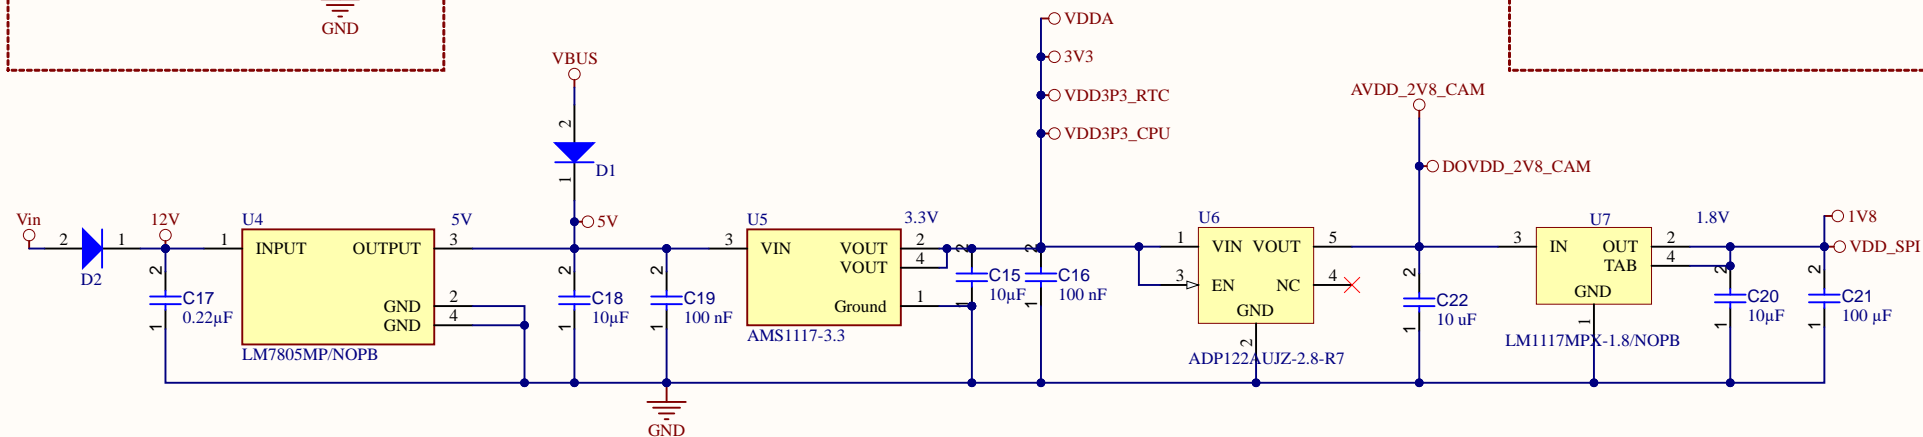 GND
VDDA
3V3
VDD3P3_RTC
VDD3P3_CPU
VBUS
2
D1
1
5V
AVDD_2V8_CAM
DOVDD_2V8_CAM
Vin
2
1
D2
12V
U4
5V
1
INPUT
OUTPUT
3
GND
2
GND
4
LM7805MP/NOPB
2
C17
0.22µF
1
C18
10µF
2
1
C19
100 nF
2
1
U5
3.3V
3
VIN
VOUT
2
VOUT
4
Ground
1
AMS1117-3.3
2
C15
10µF
1
2
C16
100 nF
1
U6
1
VIN
VOUT
5
3
EN
NC
4
GND
2
ADP122AUJZ-2.8-R7
2
C22
10 uF
1
U7
1.8V
3
IN
OUT
2
TAB
4
GND
1
LM1117MPX-1.8/NOPB
2
C20
10µF
1
2
C21
100 µF
1
1V8
VDD_SPI
GND